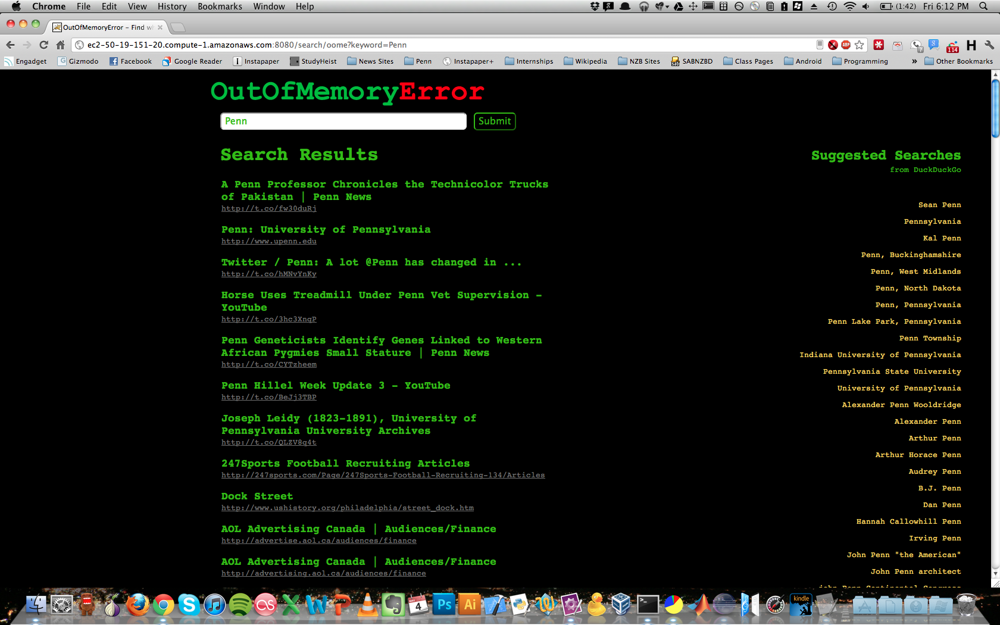 Chrome File Edit View History Bookmarks Window Help
(1:42) Fri 6:12 PM
OutOfMemoryError – Find w
ec2-50-19-151-20.compute-1.amazonaws.com:8080/search/oome?keyword=Penn
ABP
114
H
Engadget Gizmodo Facebook Google Reader Instapaper StudyHeist News Sites Penn Instapaper+ Internships Wikipedia NZB Sites SABNZBD Class Pages Android Programming » Other Bookmarks
OutOfMemoryError
Penn
Submit
Search Results
A Penn Professor Chronicles the Technicolor Trucks
of Pakistan | Penn News
http://t.co/fw30duRj
Penn: University of Pennsylvania
http://www.upenn.edu
Twitter / Penn: A lot @Penn has changed in ...
http://t.co/hMNvYnKy
Horse Uses Treadmill Under Penn Vet Supervision -
YouTube
http://t.co/3hc3XnqP
Penn Geneticists Identify Genes Linked to Western
African Pygmies Small Stature | Penn News
http://t.co/CYTzheem
Penn Hillel Week Update 3 - YouTube
http://t.co/BeJj3TBP
Joseph Leidy (1823-1891), University of
Pennsylvania University Archives
http://t.co/QLZV8q4t
247Sports Football Recruiting Articles
http://247sports.com/Page/247Sports-Football-Recruiting-134/Articles
Dock Street
http://www.ushistory.org/philadelphia/street_dock.htm
AOL Advertising Canada | Audiences/Finance
http://advertise.aol.ca/audiences/finance
AOL Advertising Canada | Audiences/Finance
http://advertising.aol.ca/audiences/finance
Suggested Searches
from DuckDuckGo
Sean Penn
Pennsylvania
Kal Penn
Penn, Buckinghamshire
Penn, West Midlands
Penn, North Dakota
Penn, Pennsylvania
Penn Lake Park, Pennsylvania
Penn Township
Indiana University of Pennsylvania
Pennsylvania State University
University of Pennsylvania
Alexander Penn Wooldridge
Alexander Penn
Arthur Penn
Arthur Horace Penn
Audrey Penn
B.J. Penn
Dan Penn
Hannah Callowhill Penn
Irving Penn
John Penn "the American"
John Penn architect
John Penn Continental Congress
MAY
4
Ps
Ai
kindle